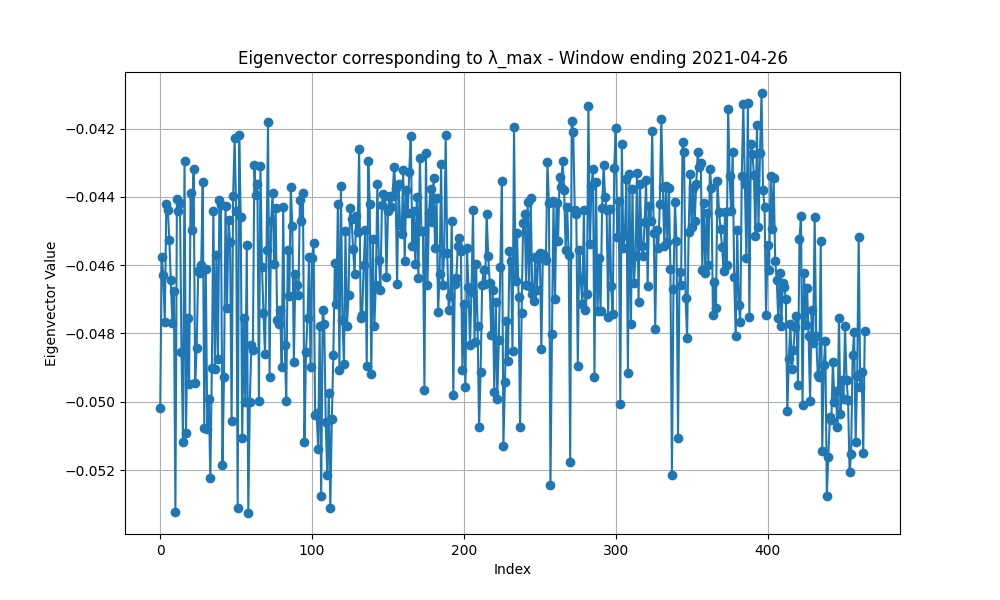 Eigenvector corresponding to λ_max - Window ending 2021-04-26
Eigenvector Value
−0.042
−0.044
−0.046
−0.048
−0.050
−0.052
0 100 200 300 400
Index